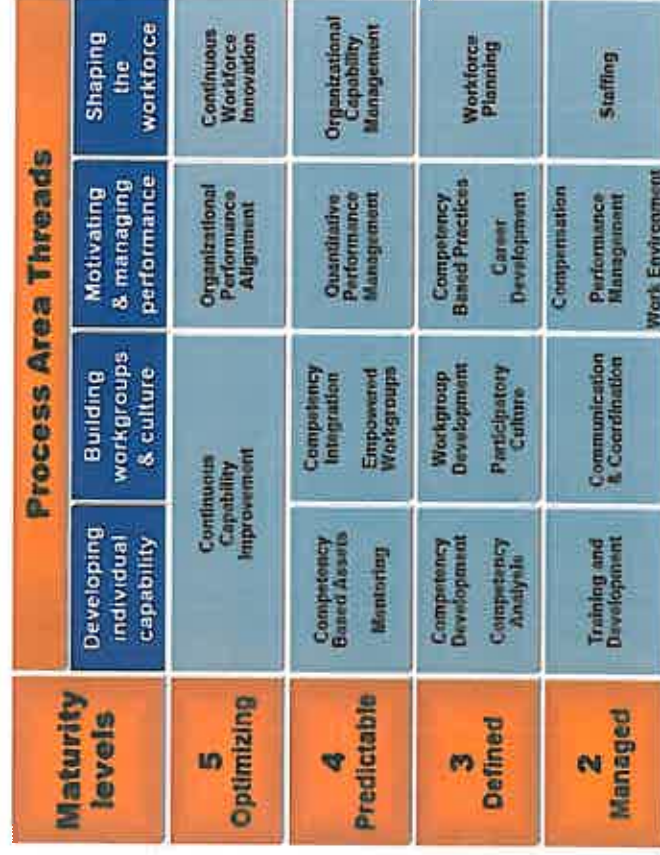 Process Area Threads
Maturity
levels
Developing
individual
capability
Building
workgroups
& culture
Motivating
& managing
performance
Shaping
the
workforce
5
Optimizing
Continuous
Capability
Improvement
Organizational
Performance
Alignment
Continuous
Workforce
Innovation
4
Predictable
Competency
Based Assets
Mentoring
Competency
Integration
Empowered
Workgroups
Quantitative
Performance
Management
Organizational
Capability
Management
3
Defined
Competency
Development
Competency
Analysis
Workgroup
Development
Participatory
Culture
Competency
Based Practices
Career
Development
Workforce
Planning
2
Managed
Training and
Development
Communication
& Coordination
Compensation
Performance
Management
Work Environment
Staffing